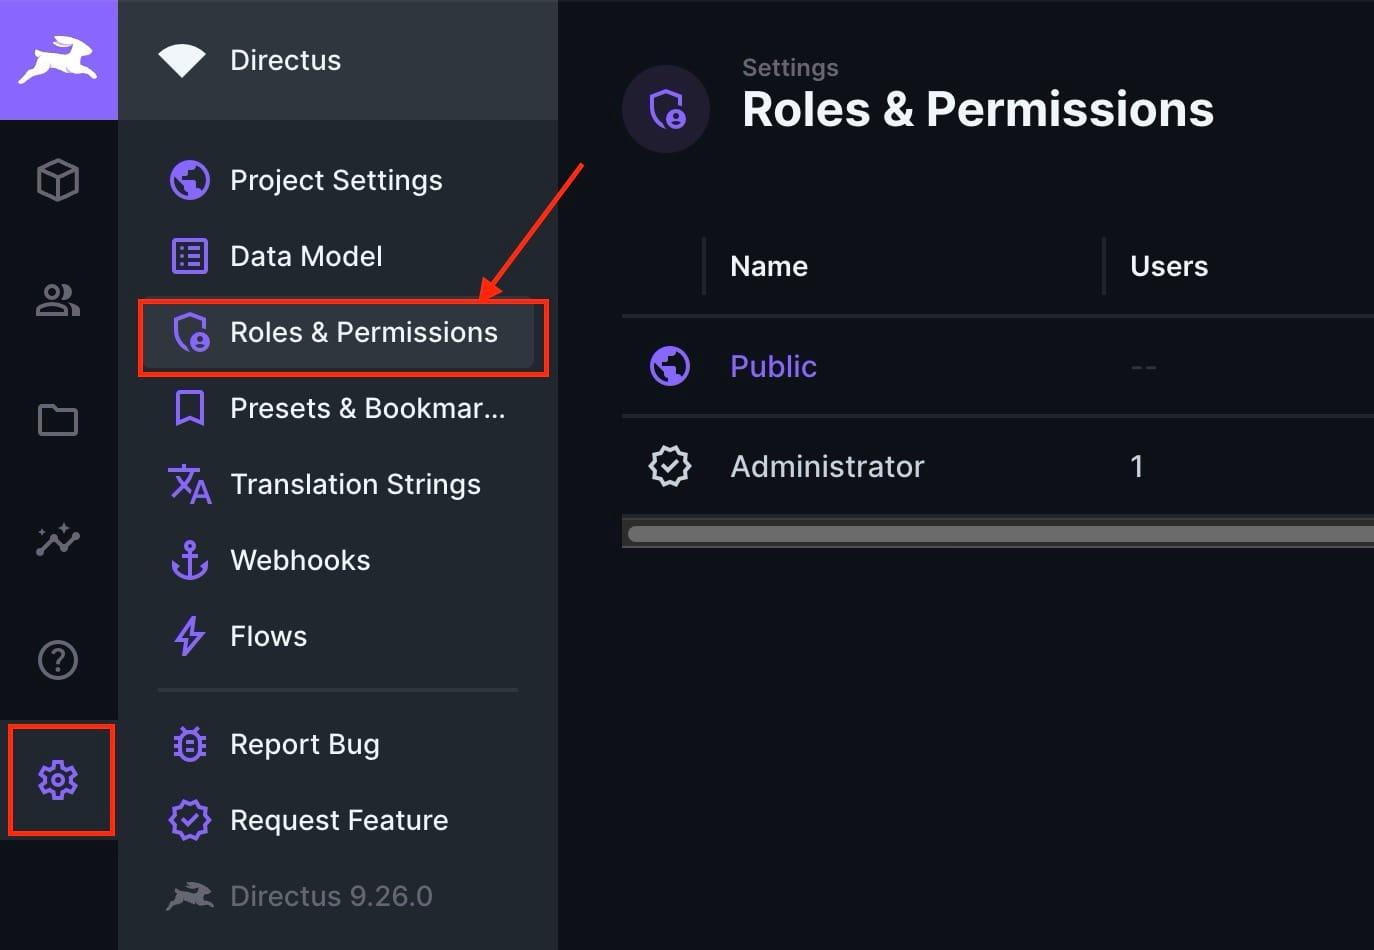 Directus
Project Settings
Data Model
Roles & Permissions
Presets & Bookmar...
Translation Strings
Webhooks
Flows
Report Bug
Request Feature
Directus 9.26.0
Settings
Roles & Permissions
Name Users
Public --
Administrator 1